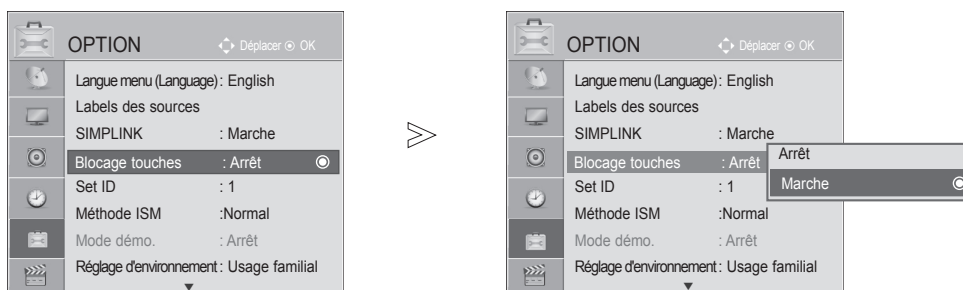 OPTION
Déplacer OK
Langue menu (Language) : English
Labels des sources
SIMPLINK : Marche
Blocage touches : Arrêt
Set ID : 1
Méthode ISM :Normal
Mode démo. : Arrêt
Réglage d'environnement : Usage familial
OPTION
Déplacer OK
Langue menu (Language) : English
Labels des sources
SIMPLINK : Marche
Blocage touches : Arrêt
Set ID : 1
Méthode ISM :Normal
Mode démo. : Arrêt
Réglage d'environnement : Usage familial
Arrêt
Marche